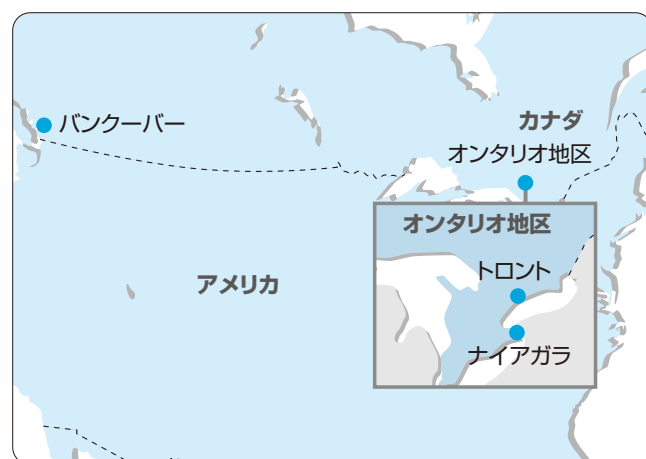 バンクーバー
カナダ
オンタリオ地区
オンタリオ地区
トロント
アメリカ
ナイアガラ